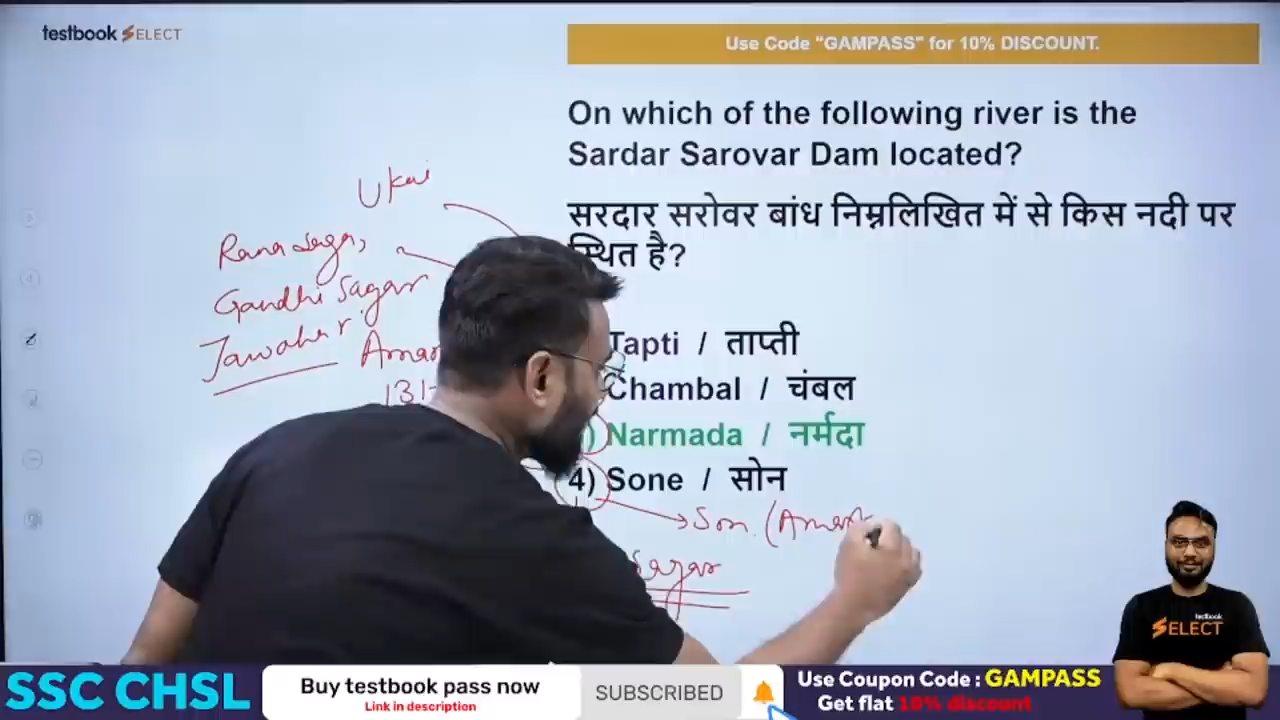 testbook SELECT
Use Code "GAMPASS" for 10% DISCOUNT.
On which of the following river is the
Sardar Sarovar Dam located?
सरदार सरोवर बांध निम्नलिखित में से किस नदी पर
स्थित है?
Ukai
Rana Sagar,
Gandhi Sagar
Jawahar
Tapti / ताप्ती
Chambal / चंबल
Narmada / नर्मदा
4) Sone / सोन
Son (Amar
Sagar
testbook
SELECT
SSC CHSL
Buy testbook pass now
Link in description
SUBSCRIBED
Use Coupon Code : GAMPASS
Get flat 10% discount